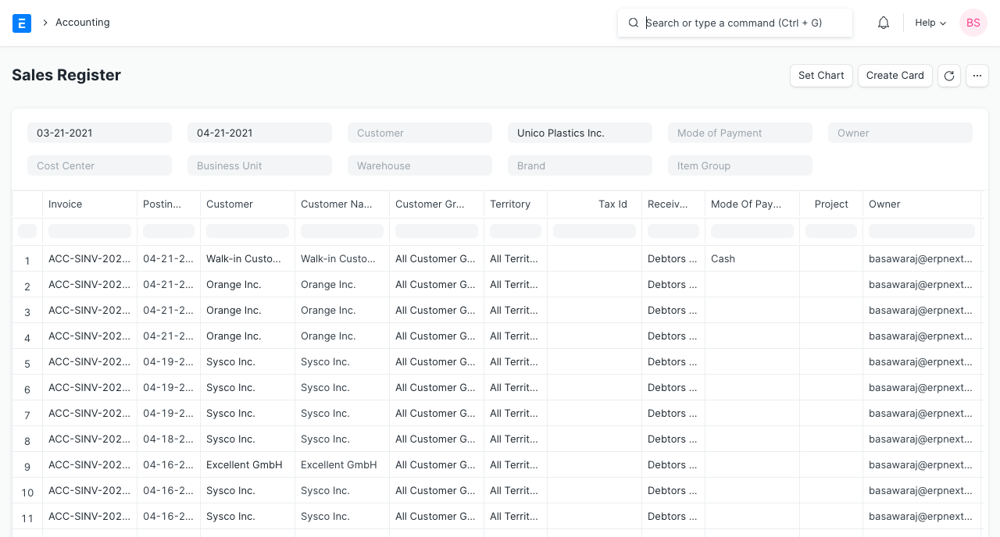 E > Accounting Search or type a command (Ctrl + G) Help BS
Sales Register Set Chart Create Card ...
03-21-2021 04-21-2021 Customer Unico Plastics Inc. Mode of Payment Owner
Cost Center Business Unit Warehouse Brand Item Group
Invoice Postin... Customer Customer Na... Customer Gr... Territory Tax Id Receiv... Mode Of Pay... Project Owner
1 ACC-SINV-202... 04-21-2... Walk-in Custo... Walk-in Custo... All Customer G... All Territ... Debtors ... Cash basawaraj@erpnext...
2 ACC-SINV-202... 04-21-2... Orange Inc. Orange Inc. All Customer G... All Territ... Debtors ... basawaraj@erpnext...
3 ACC-SINV-202... 04-21-2... Orange Inc. Orange Inc. All Customer G... All Territ... Debtors ... basawaraj@erpnext...
4 ACC-SINV-202... 04-21-2... Orange Inc. Orange Inc. All Customer G... All Territ... Debtors ... basawaraj@erpnext...
5 ACC-SINV-202... 04-19-2... Sysco Inc. Sysco Inc. All Customer G... All Territ... Debtors ... basawaraj@erpnext...
6 ACC-SINV-202... 04-19-2... Sysco Inc. Sysco Inc. All Customer G... All Territ... Debtors ... basawaraj@erpnext...
7 ACC-SINV-202... 04-19-2... Sysco Inc. Sysco Inc. All Customer G... All Territ... Debtors ... basawaraj@erpnext...
8 ACC-SINV-202... 04-18-2... Sysco Inc. Sysco Inc. All Customer G... All Territ... Debtors ... basawaraj@erpnext...
9 ACC-SINV-202... 04-16-2... Excellent GmbH Excellent GmbH All Customer G... All Territ... Debtors ... basawaraj@erpnext...
10 ACC-SINV-202... 04-16-2... Sysco Inc. Sysco Inc. All Customer G... All Territ... Debtors ... basawaraj@erpnext...
11 ACC-SINV-202... 04-16-2... Sysco Inc. Sysco Inc. All Customer G... All Territ... Debtors ... basawaraj@erpnext...